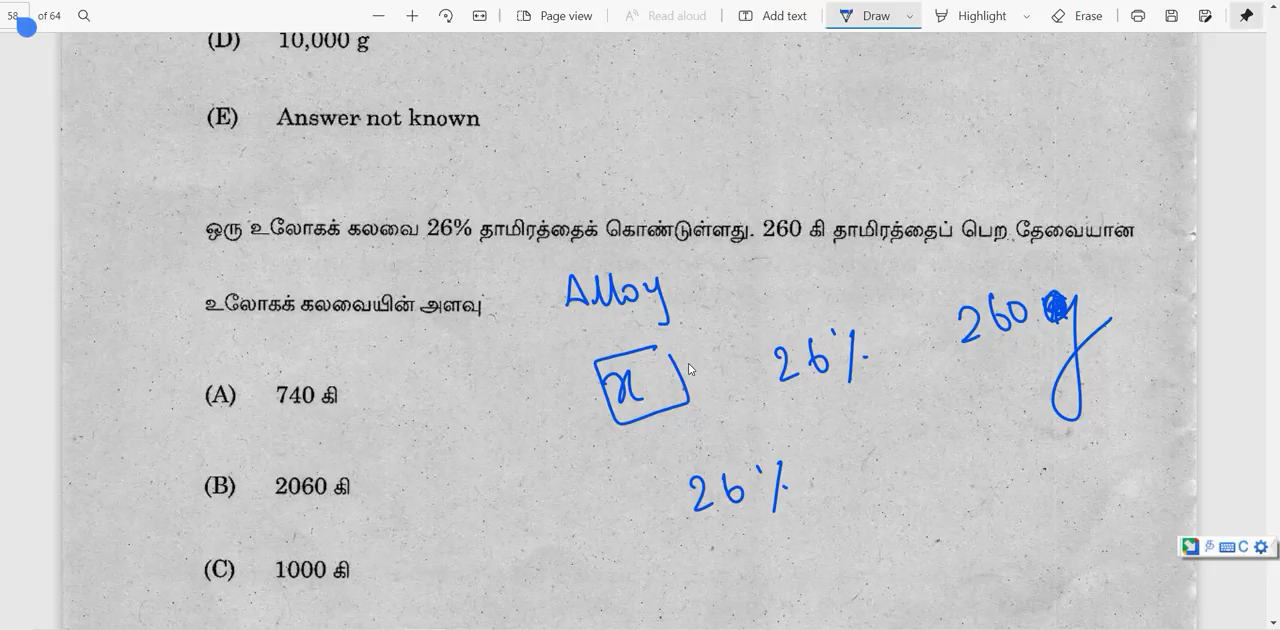 58 of 64 Page view Read aloud Add text Draw Highlight Erase
(D) 10,000 g
(E) Answer not known
ஒரு உலோகக் கலவை 26% தாமிரத்தைக் கொண்டுள்ளது. 260 கி தாமிரத்தைப் பெற தேவையான
உலோகக் கலவையின் அளவு
Alloy
260 g
(A) 740 கி
x 26%
(B) 2060 கி
26%
(C) 1000 கி